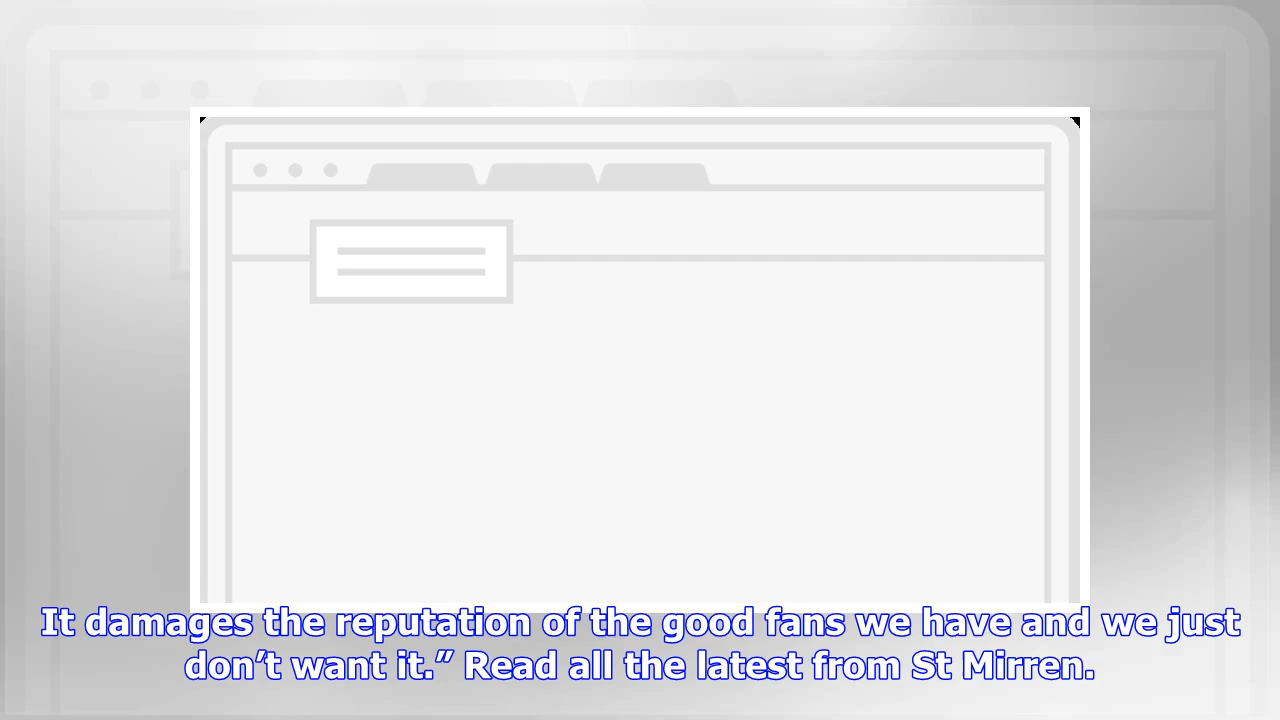 It damages the reputation of the good fans we have and we just
don’t want it.” Read all the latest from St Mirren.